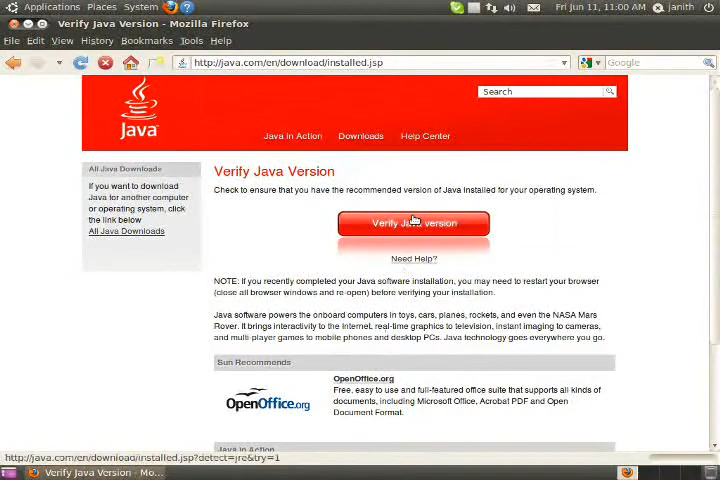 Applications Places System Fri Jun 11, 11:00 AM janith
Verify Java Version - Mozilla Firefox
File Edit View History Bookmarks Tools Help
http://java.com/en/download/installed.jsp Google
Search
Java
Java in Action Downloads Help Center
All Java Downloads
If you want to download
Java for another computer
or operating system, click
the link below
All Java Downloads
Verify Java Version
Check to ensure that you have the recommended version of Java installed for your operating system.
Verify Java version
Need Help?
NOTE: If you recently completed your Java software installation, you may need to restart your browser
(close all browser windows and re-open) before verifying your installation.
Java software powers the onboard computers in toys, cars, planes, rockets, and even the NASA Mars
Rover. It brings interactivity to the Internet, real-time graphics to television, instant imaging to cameras,
and multi-player games to mobile phones and desktop PCs. Java technology goes everywhere you go.
Sun Recommends
OpenOffice.org
OpenOffice.org
Free, easy to use and full-featured office suite that supports all kinds of
documents, including Microsoft Office, Acrobat PDF and Open
Document Format.
Java in Action
http://java.com/en/download/installed.jsp?detect=jre&try=1
Verify Java Version - Mo...